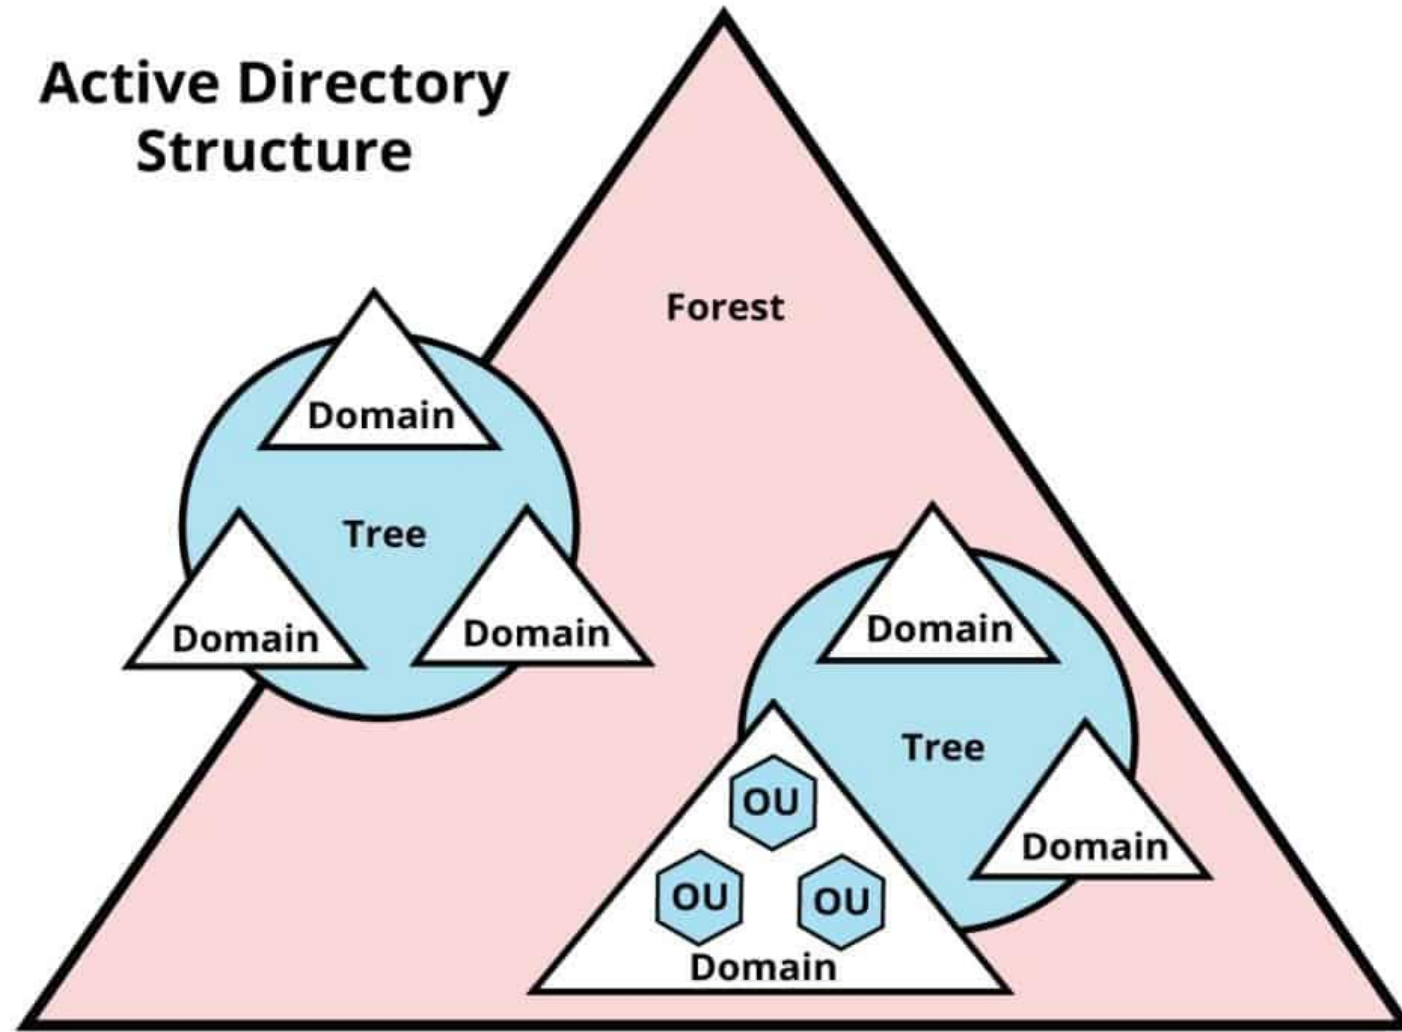 Active Directory
Structure
Forest
Domain
Tree
Domain
Domain
Domain
Tree
OU
Domain
OU
OU
Domain